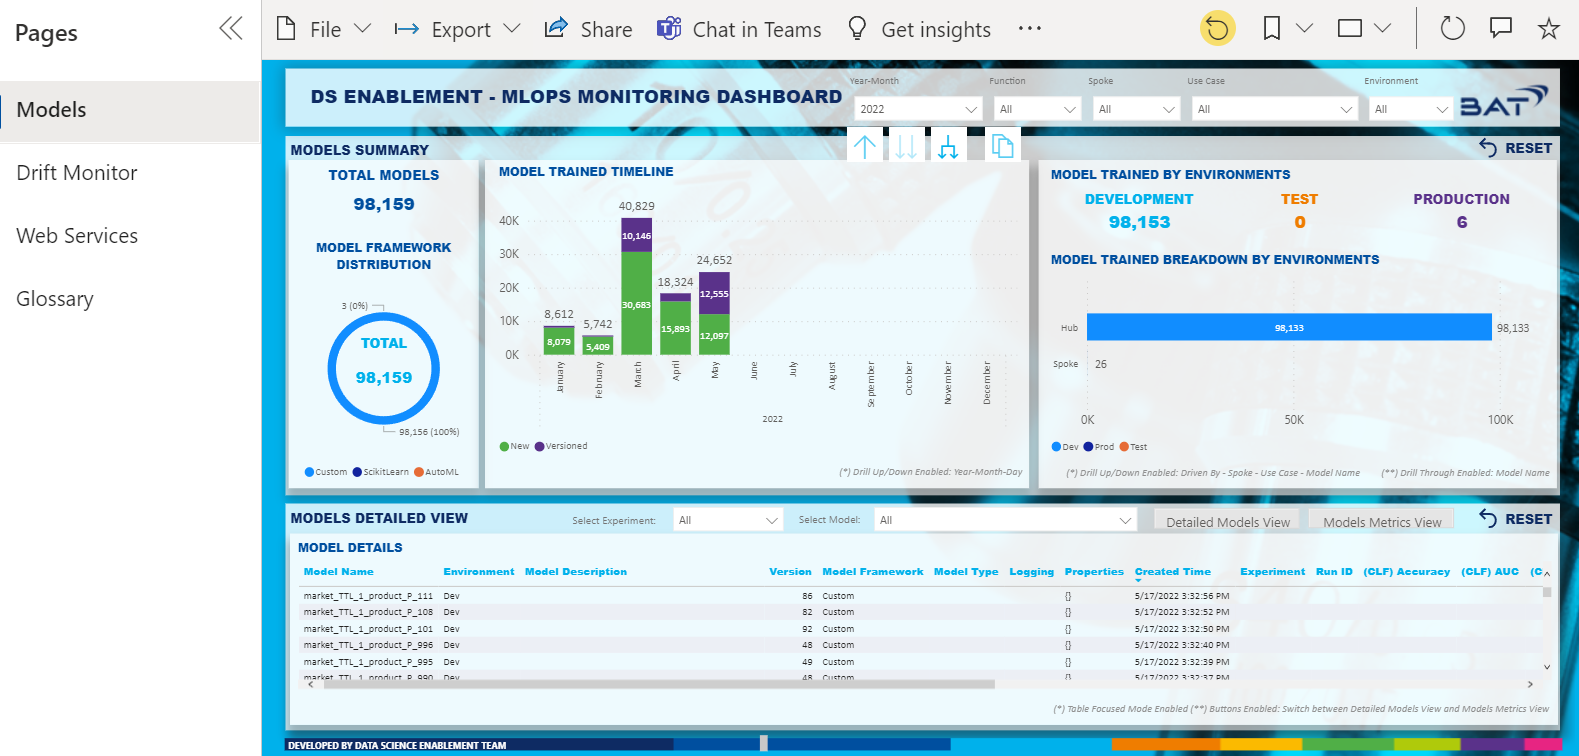 Pages
File
Export
Share
Chat in Teams
Get insights
Models
Drift Monitor
Web Services
Glossary
DS ENABLEMENT - MLOPS MONITORING DASHBOARD
Year-Month
Function
Spoke
Use Case
Environment
2022
All
All
All
All
BAT
MODELS SUMMARY
RESET
TOTAL MODELS
98,159
MODEL FRAMEWORK
DISTRIBUTION
3 (0%)
TOTAL
98,159
98,156 (100%)
Custom ScikitLearn AutoML
MODEL TRAINED TIMELINE
40K
30K
20K
10K
0K
8,612
8,079
5,742
5,409
40,829
10,146
30,683
18,324
15,893
24,652
12,555
12,097
January
February
March
April
May
June
July
August
September
October
November
December
2022
New Versioned
(*) Drill Up/Down Enabled: Year-Month-Day
MODEL TRAINED BY ENVIRONMENTS
DEVELOPMENT TEST PRODUCTION
98,153 0 6
MODEL TRAINED BREAKDOWN BY ENVIRONMENTS
Hub 98,133 98,133
Spoke 26
0K 50K 100K
Dev Prod Test
(*) Drill Up/Down Enabled: Driven By - Spoke - Use Case - Model Name (**) Drill Through Enabled: Model Name
MODELS DETAILED VIEW
Select Experiment: All
Select Model: All
Detailed Models View
Models Metrics View
RESET
MODEL DETAILS
Model Name Environment Model Description Version Model Framework Model Type Logging Properties Created Time Experiment Run ID (CLF) Accuracy (CLF) AUC (C
market_TTL_1_product_P_111 Dev 86 Custom {} 5/17/2022 3:32:56 PM
market_TTL_1_product_P_108 Dev 82 Custom {} 5/17/2022 3:32:52 PM
market_TTL_1_product_P_101 Dev 92 Custom {} 5/17/2022 3:32:50 PM
market_TTL_1_product_P_996 Dev 48 Custom {} 5/17/2022 3:32:40 PM
market_TTL_1_product_P_995 Dev 49 Custom {} 5/17/2022 3:32:39 PM
market_TTL_1_product_P_990 Dev 48 Custom {} 5/17/2022 3:32:37 PM
(*) Table Focused Mode Enabled (**) Buttons Enabled: Switch between Detailed Models View and Models Metrics View
DEVELOPED BY DATA SCIENCE ENABLEMENT TEAM